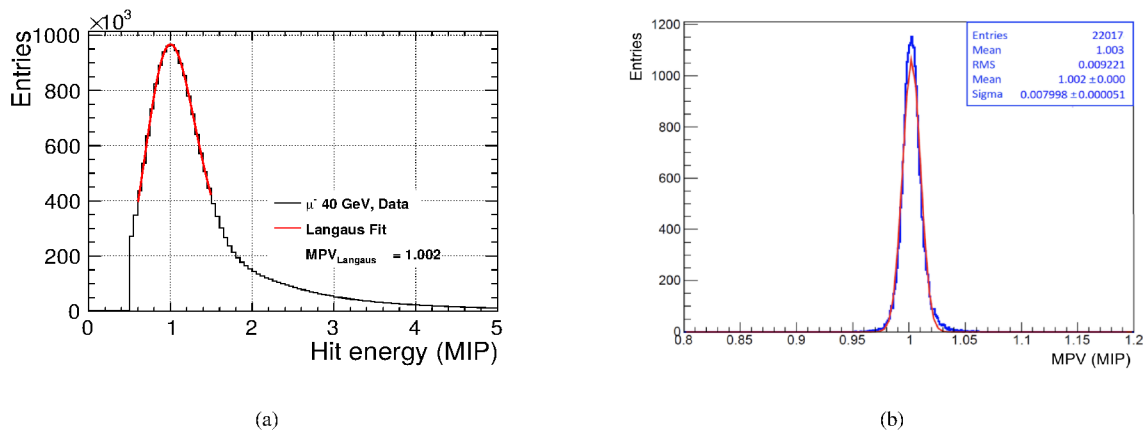 ×10³
Entries
1000
800
600
400
200
0
0 1 2 3 4 5
Hit energy (MIP)
μ⁻ 40 GeV, Data
Langaus Fit
MPV_Langaus = 1.002
(a)
Entries
1200
1000
800
600
400
200
0
0.8 0.85 0.9 0.95 1 1.05 1.1 1.15 1.2
MPV (MIP)
Entries 22017
Mean 1.003
RMS 0.009221
Mean 1.002 ±0.000
Sigma 0.007998 ±0.000051
(b)